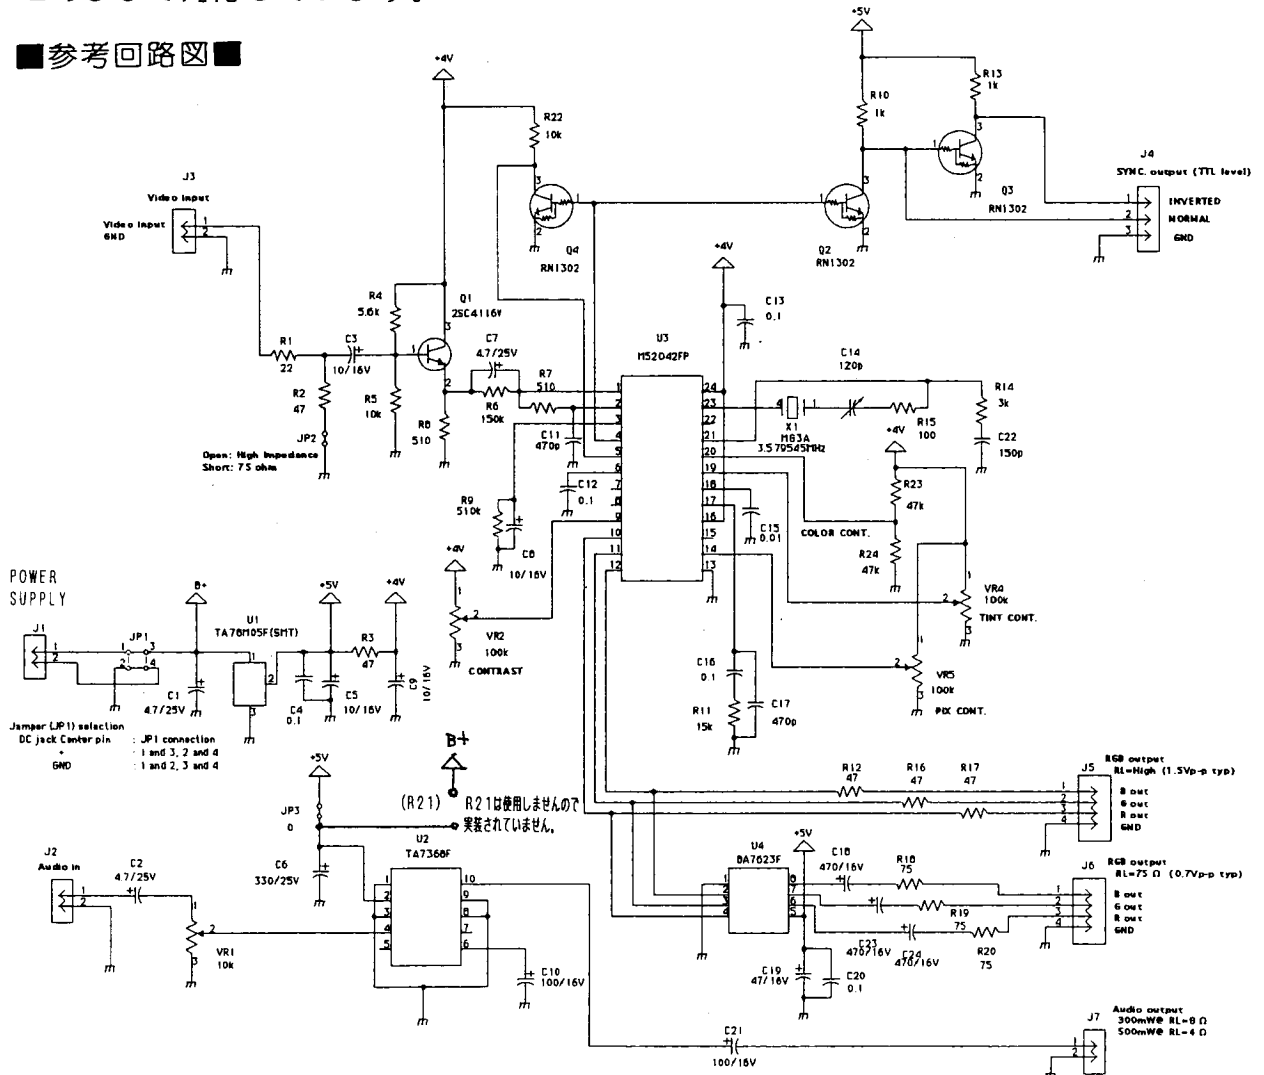 ■参考回路図■
+5V
+4V
R13
1k
R10
1k
R22
10k
J4
SYNC. output (TTL level)
INVERTED
NORMAL
GND
Q3
RN1302
J3
Video Input
Video Input
GND
Q4
RN1302
Q2
RN1302
+4V
C13
0.1
R4
5.6k
Q1
2SC4116Y
U3
M52042FP
R1
22
C3
10/16V
C7
4.7/25V
R7
510
C14
120p
R2
47
R5
10k
R6
150k
R8
510
C11
470p
X1
MG3A
3.579545MHz
R15
100
R14
3k
C22
150p
JP2
Open: High Impedance
Short: 75 ohm
+4V
C12
0.1
R23
47k
R9
510k
C8
10/16V
C15
0.01
COLOR CONT.
R24
47k
POWER
SUPPLY
B+
+5V
+4V
+4V
VR4
100k
TINT CONT.
J1
JP1
U1
TA78M05F(SMT)
R3
47
VR2
100k
CONTRAST
C16
0.1
VR5
100k
PIX CONT.
C1
4.7/25V
C4
0.1
C5
10/16V
C9
10/16V
R11
15k
C17
470p
Jamper (JP1) selection
DC jack Center pin : JP1 connection
+ : 1 and 3, 2 and 4
GND : 1 and 2, 3 and 4
B+
+5V
(R21) R21は使用しませんので
実装されていません。
R12
47
R16
47
R17
47
J5
RGB output
RL=High (1.5Vp-p typ)
B out
G out
R out
GND
JP3
0
U2
TA7368F
+5V
U4
BA7623F
C18
470/16V
R18
75
J6
RGB output
RL=75 Ω (0.7Vp-p typ)
B out
G out
R out
GND
J2
Audio in
C2
4.7/25V
C6
330/25V
R19
75
C23
470/16V
C24
470/16V
R20
75
VR1
10k
C10
100/16V
C19
47/16V
C20
0.1
C21
100/16V
J7
Audio output
300mW@ RL=8 Ω
500mW@ RL=4 Ω